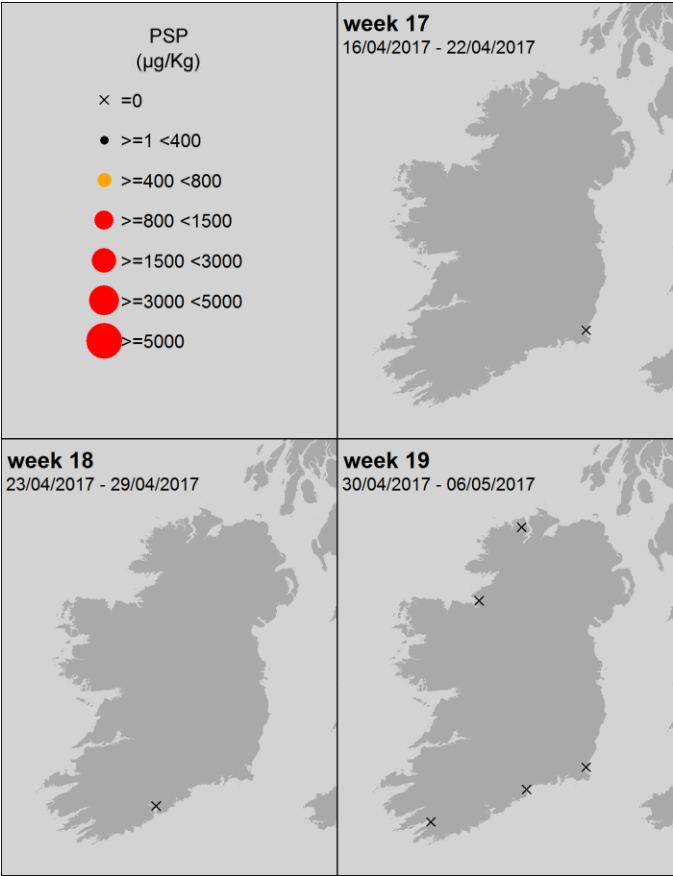 PSP
(µg/Kg)
=0
>=1 <400
>=400 <800
>=800 <1500
>=1500 <3000
>=3000 <5000
>=5000
week 17
16/04/2017 - 22/04/2017
week 18
23/04/2017 - 29/04/2017
week 19
30/04/2017 - 06/05/2017